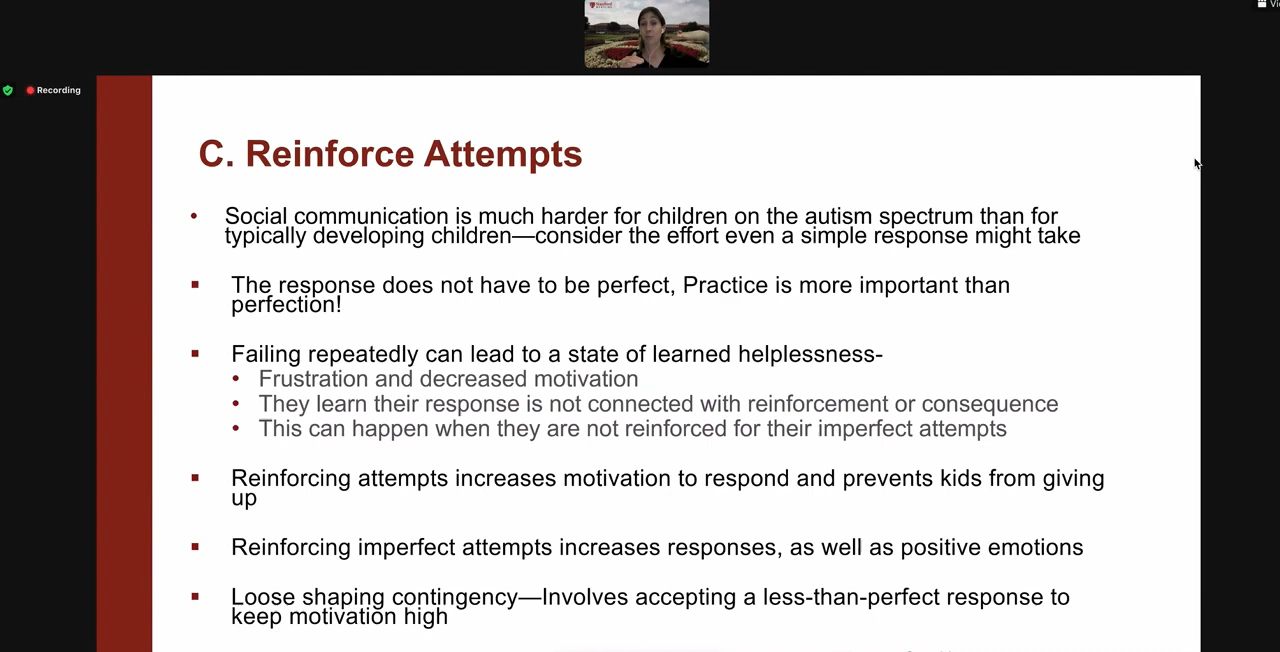 Recording
C. Reinforce Attempts
• Social communication is much harder for children on the autism spectrum than for
typically developing children—consider the effort even a simple response might take
▪ The response does not have to be perfect, Practice is more important than
perfection!
▪ Failing repeatedly can lead to a state of learned helplessness-
• Frustration and decreased motivation
• They learn their response is not connected with reinforcement or consequence
• This can happen when they are not reinforced for their imperfect attempts
▪ Reinforcing attempts increases motivation to respond and prevents kids from giving
up
▪ Reinforcing imperfect attempts increases responses, as well as positive emotions
▪ Loose shaping contingency—Involves accepting a less-than-perfect response to
keep motivation high